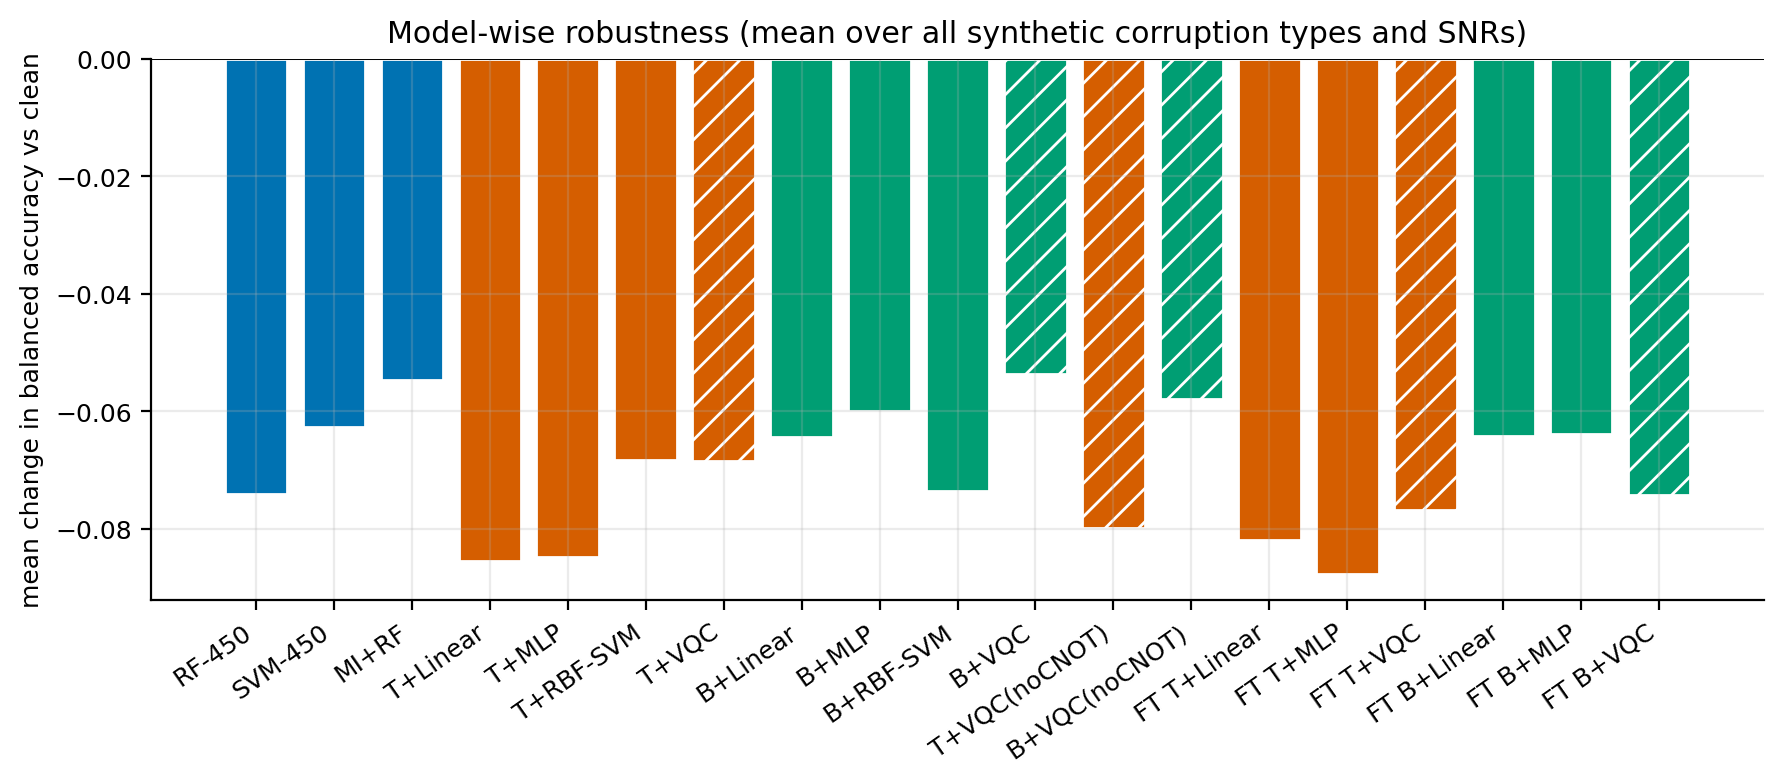 Model-wise robustness (mean over all synthetic corruption types and SNRs)
mean change in balanced accuracy vs clean
0.00
−0.02
−0.04
−0.06
−0.08
RF-450
SVM-450
MI+RF
T+Linear
T+MLP
T+RBF-SVM
T+VQC
B+Linear
B+MLP
B+RBF-SVM
B+VQC
T+VQC(noCNOT)
B+VQC(noCNOT)
FT T+Linear
FT T+MLP
FT T+VQC
FT B+Linear
FT B+MLP
FT B+VQC